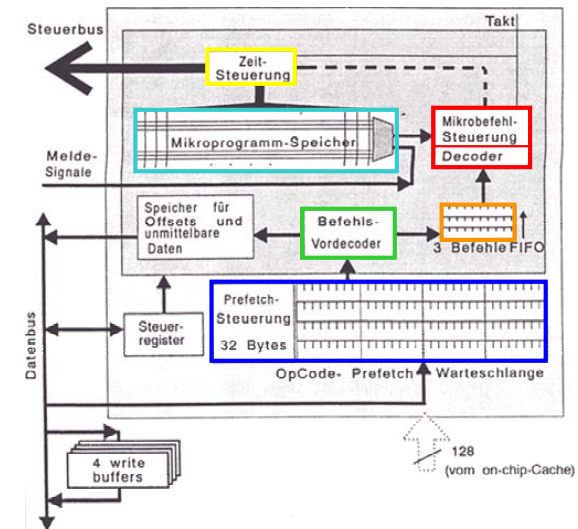 Takt
Steuerbus
Zeit-
Steuerung
Mikroprogramm-Speicher
Mikrobefehl-
Steuerung
Decoder
Melde-
Signale
Speicher für
Offsets und
unmittelbare
Daten
Befehls-
Vordecoder
3 Befehle FIFO
Prefetch-
Steuerung
32 Bytes
Steuer-
register
Datenbus
OpCode- Prefetch Warteschlange
128
(vom on-chip-Cache)
4 write
buffers